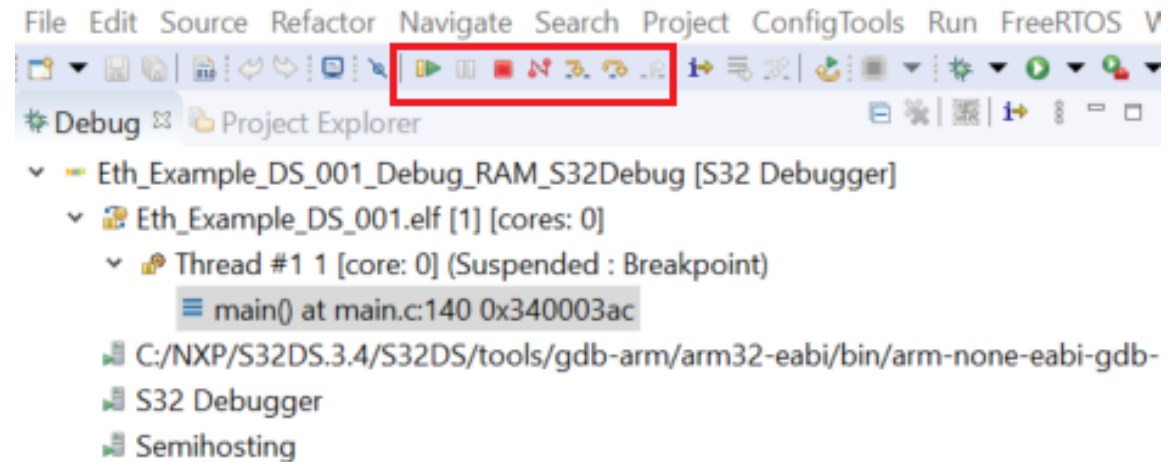 File Edit Source Refactor Navigate Search Project ConfigTools Run FreeRTOS
Debug Project Explorer
Eth_Example_DS_001_Debug_RAM_S32Debug [S32 Debugger]
Eth_Example_DS_001.elf [1] [cores: 0]
Thread #1 1 [core: 0] (Suspended : Breakpoint)
main() at main.c:140 0x340003ac
C:/NXP/S32DS.3.4/S32DS/tools/gdb-arm/arm32-eabi/bin/arm-none-eabi-gdb-
S32 Debugger
Semihosting